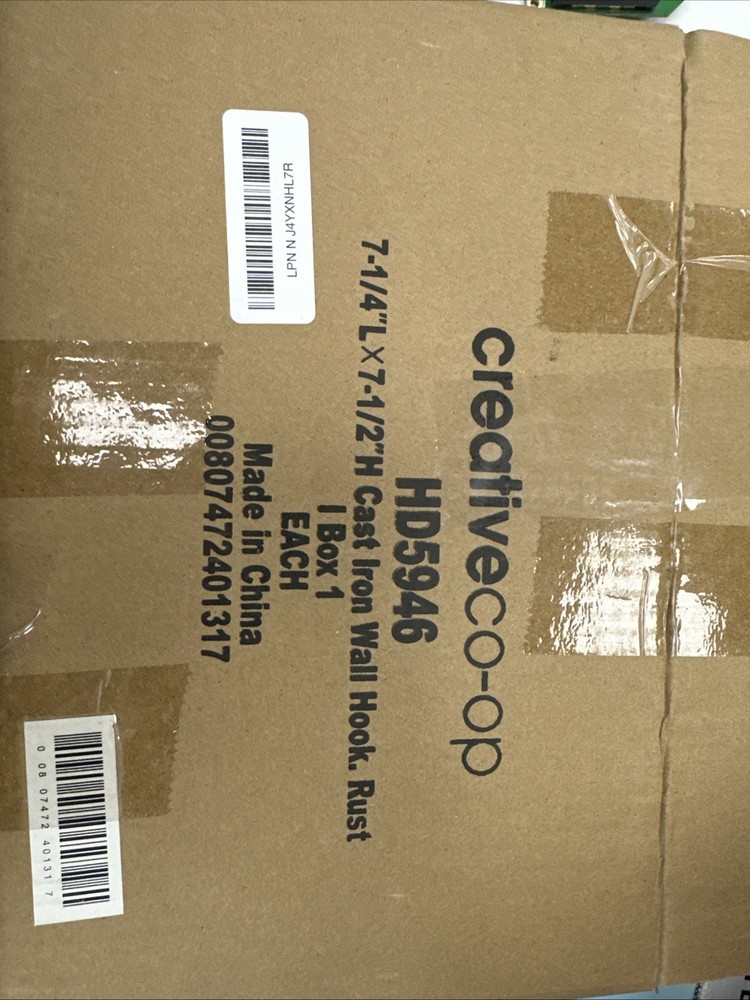 creativeco-op
HD5946
7-1/4"L×7-1/2"H Cast Iron Wall Hook. Rust
I Box 1
EACH
Made in China
00807472401317
LPN N J4YXNHL7R
0 08 07472 40131 7